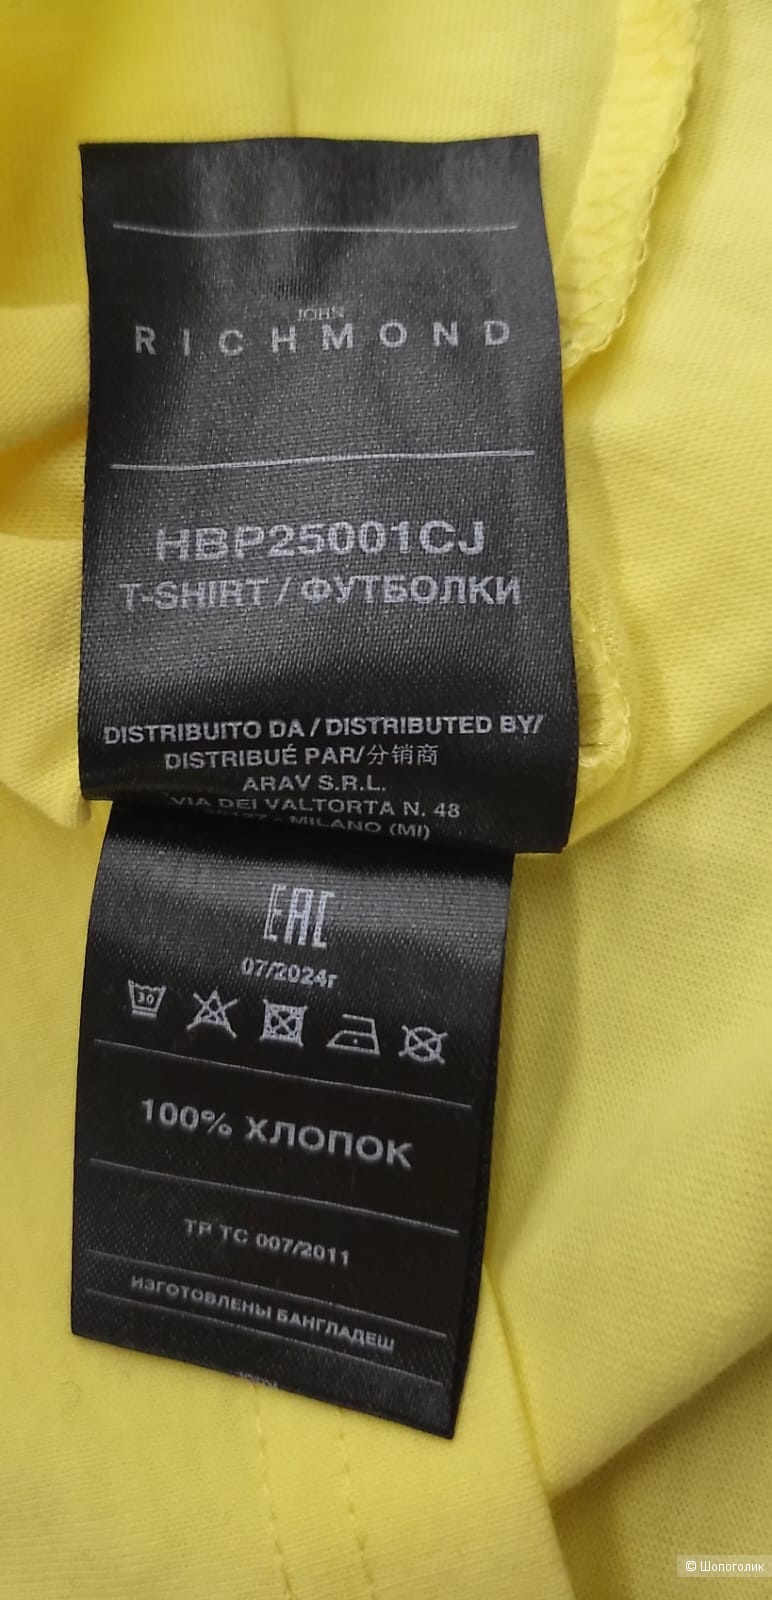 JOHN
RICHMOND
HBP25001CJ
T-SHIRT / ФУТБОЛКИ
DISTRIBUITO DA / DISTRIBUTED BY/
DISTRIBUÉ PAR/分销商
ARAV S.R.L.
VIA DEI VALTORTA N. 48
- MILANO (MI)
EAC
07/2024г
30
100% ХЛОПОК
ТР ТС 007/2011
ИЗГОТОВЛЕНЫ БАНГЛАДЕШ
© Шопоголик